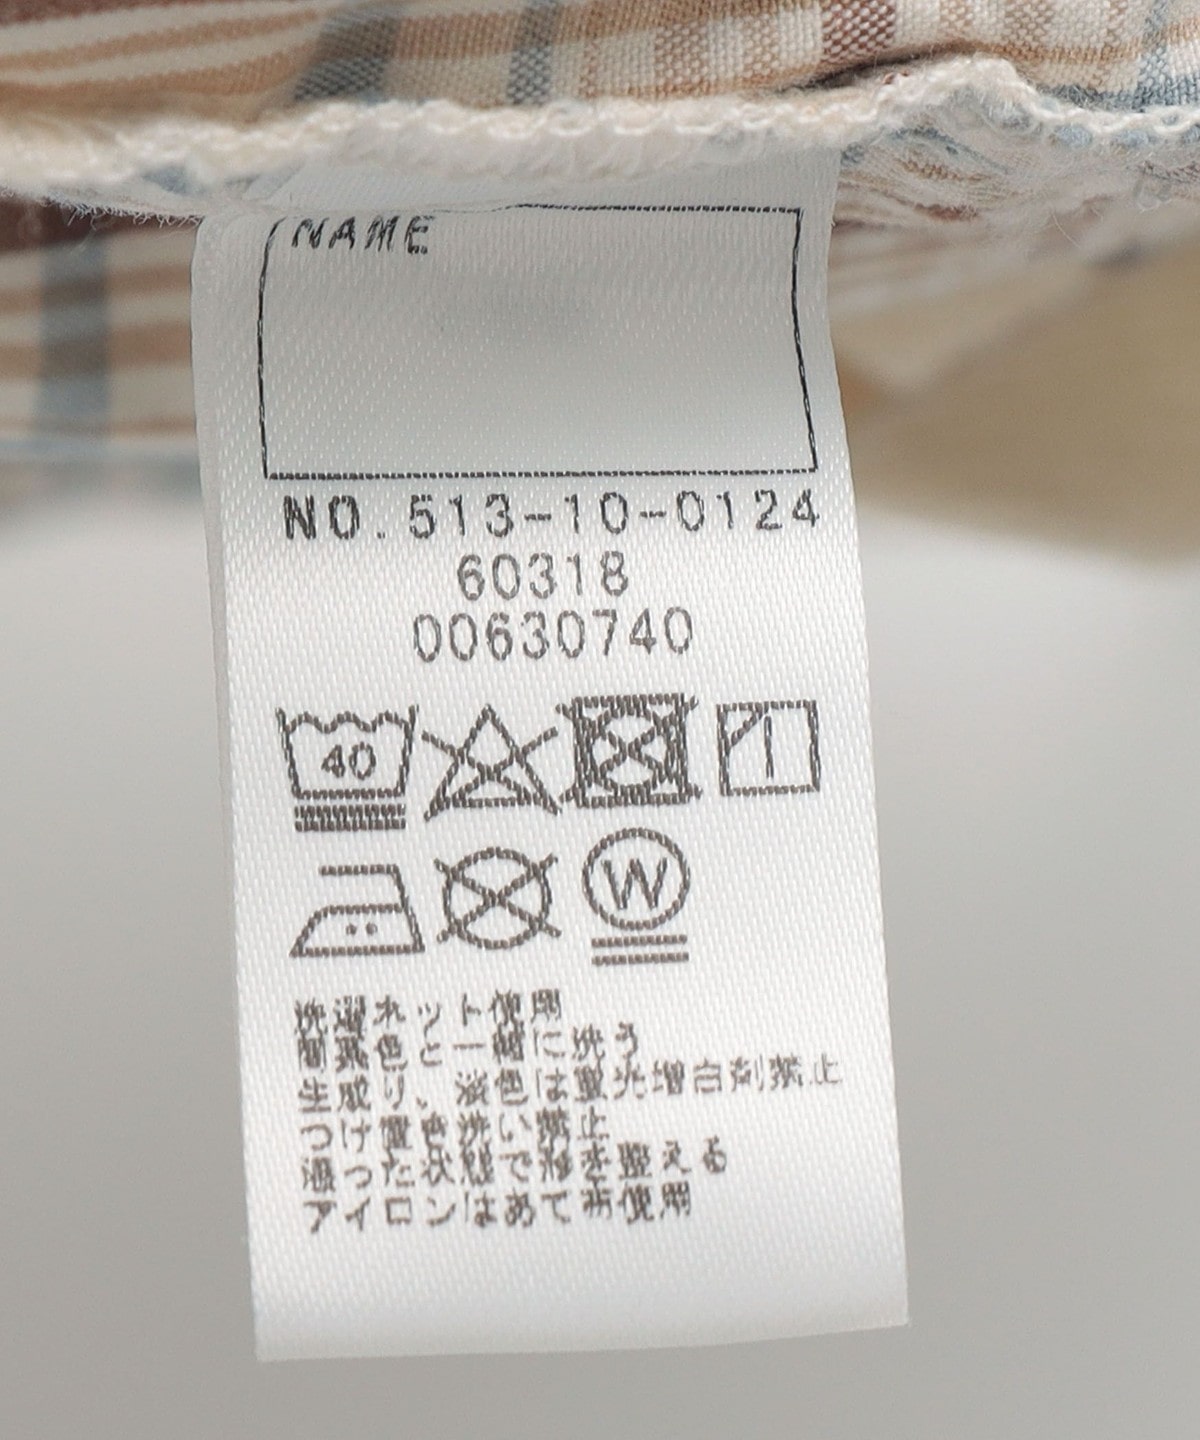 NAME
NO.513-10-0124
60318
00630740
40
W
洗濯ネット使用
同系色と一緒に洗う
生成り、淡色は蛍光増白剤禁止
つけ置き洗い禁止
湿った状態で形を整える
アイロンはあて布使用